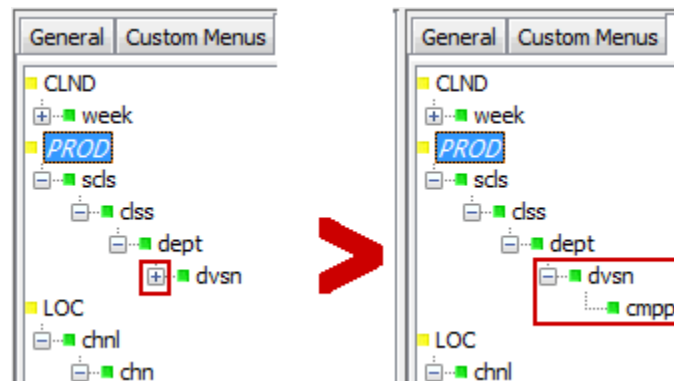 General Custom Menus
CLND
week
PROD
scls
clss
dept
dvsn
LOC
chnl
chn
>
General Custom Menus
CLND
week
PROD
scls
clss
dept
dvsn
cmpp
LOC
chnl